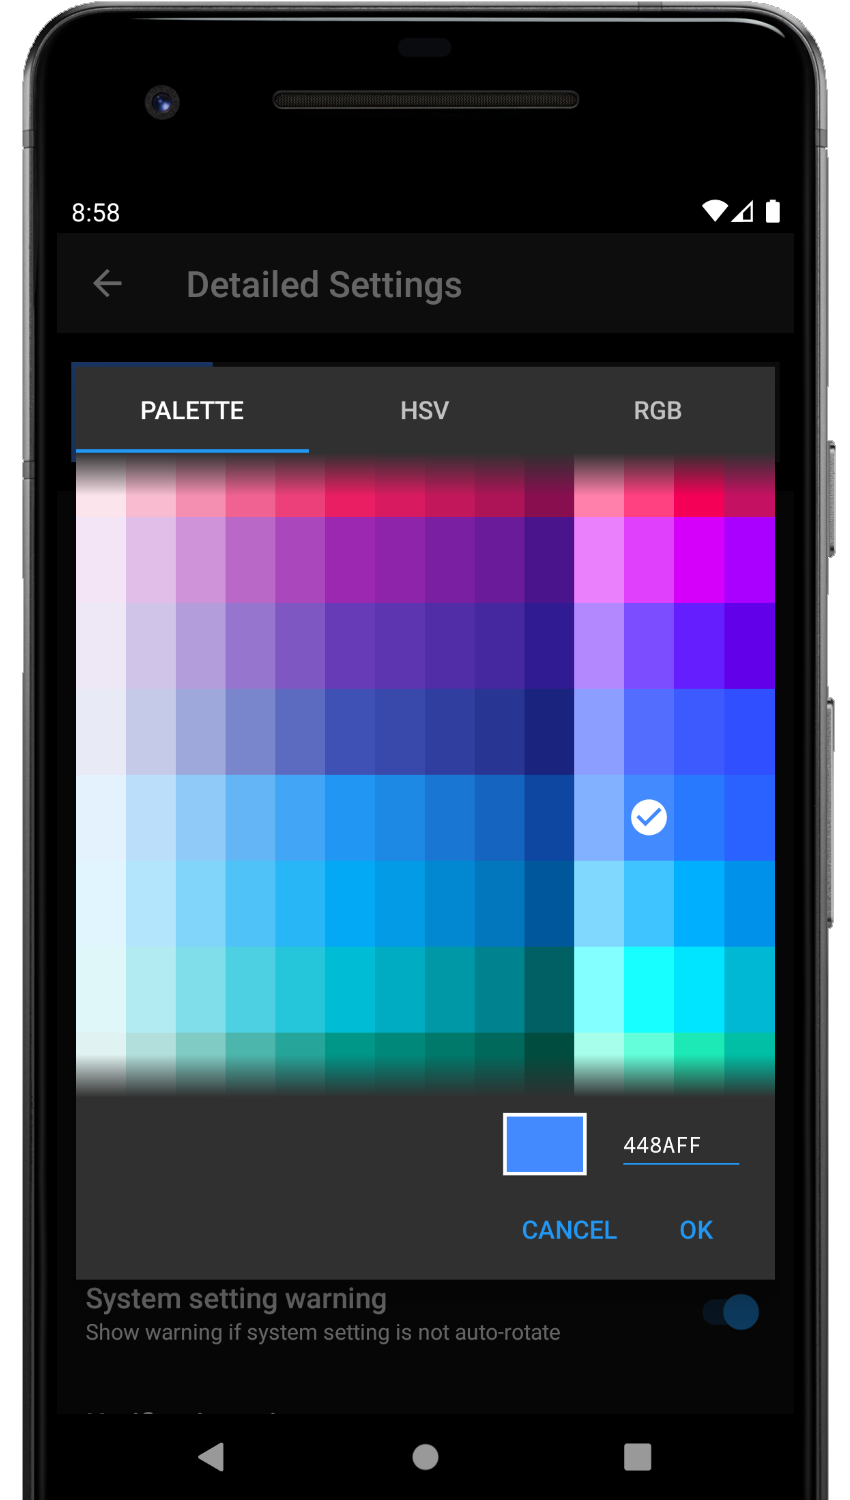 8:58
Detailed Settings
PALETTE HSV RGB
448AFF
CANCEL OK
System setting warning
Show warning if system setting is not auto-rotate